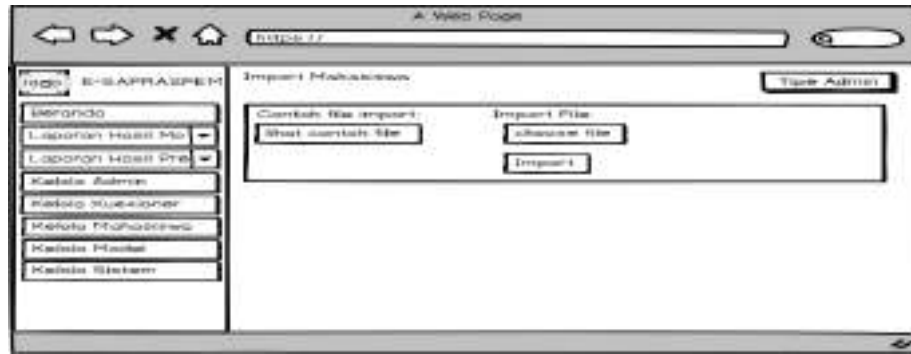 A Web Page
https://
logo E-SAPRASPEM
Import Mahasiswa
Tipe Admin
Beranda
Laporan Hasil Mo
Laporan Hasil Pre
Kelola Admin
Kelola Kuesioner
Kelola Mahasiswa
Kelola Model
Kelola Sistem
Contoh file import
Import File
lihat contoh file
choose file
Import